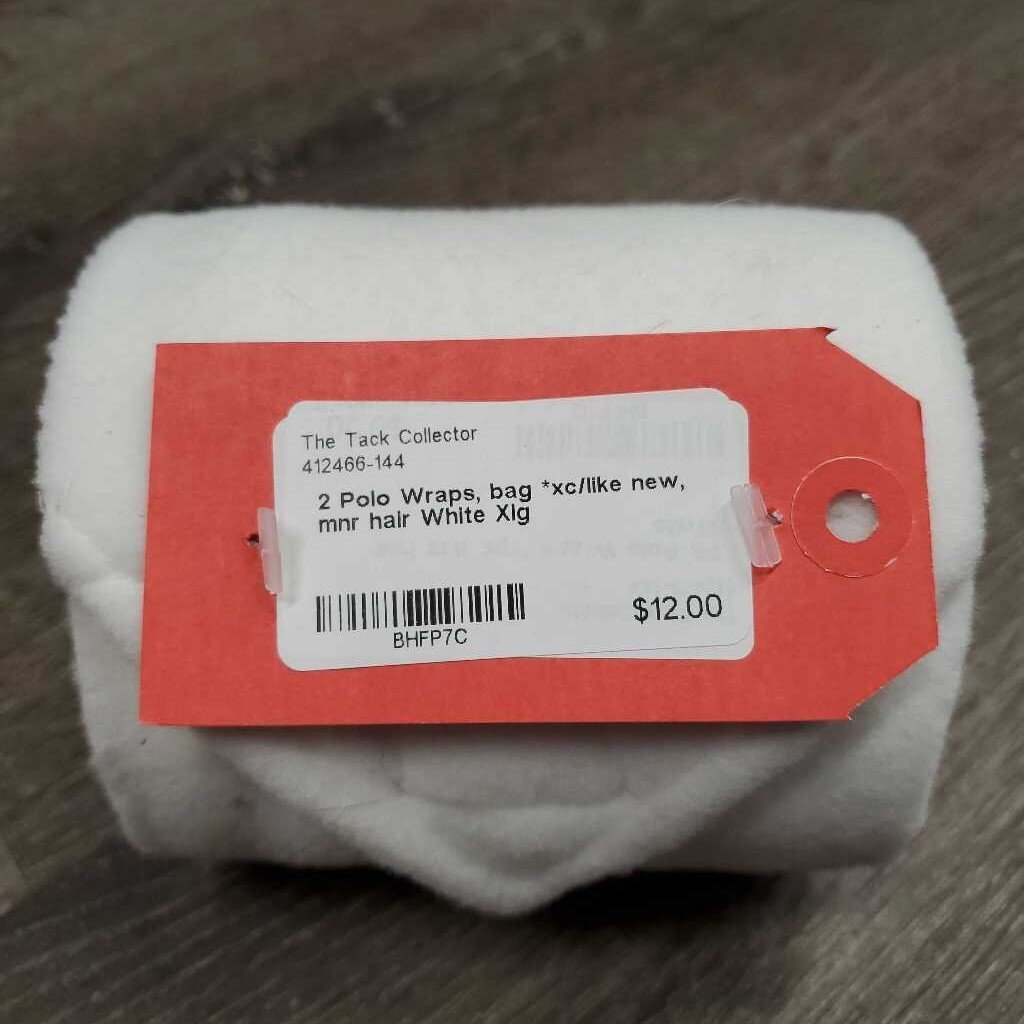 The Tack Collector
412466-144
2 Polo Wraps, bag *xc/like new,
mnr hair White Xlg
BHFP7C
$12.00